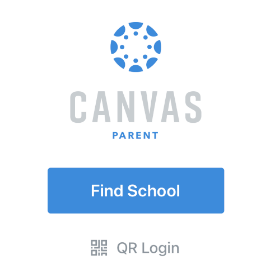 CANVAS
PARENT
Find School
QR Login